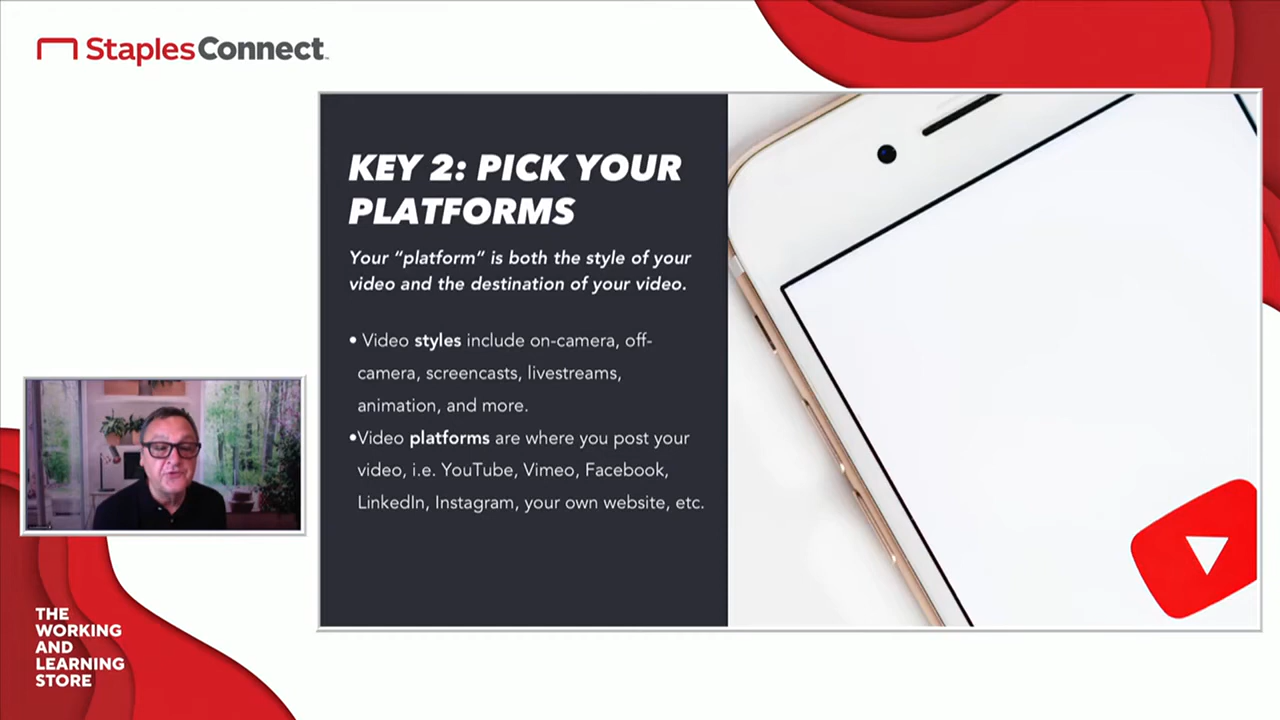 StaplesConnect™
KEY 2: PICK YOUR
PLATFORMS
Your “platform” is both the style of your
video and the destination of your video.
• Video styles include on-camera, off-
camera, screencasts, livestreams,
animation, and more.
•Video platforms are where you post your
video, i.e. YouTube, Vimeo, Facebook,
LinkedIn, Instagram, your own website, etc.
THE
WORKING
AND
LEARNING
STORE